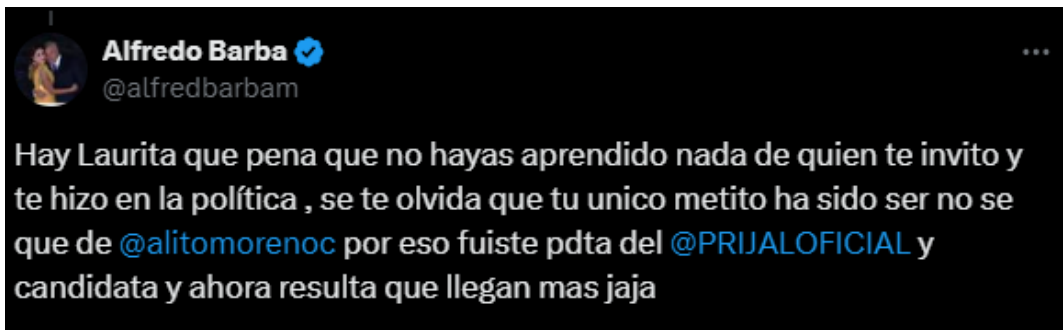 Alfredo Barba
@alfredbarbam
Hay Laurita que pena que no hayas aprendido nada de quien te invito y
te hizo en la política , se te olvida que tu unico metito ha sido ser no se
que de @alitomorenoc por eso fuiste pdta del @PRIJALOFICIAL y
candidata y ahora resulta que llegan mas jaja